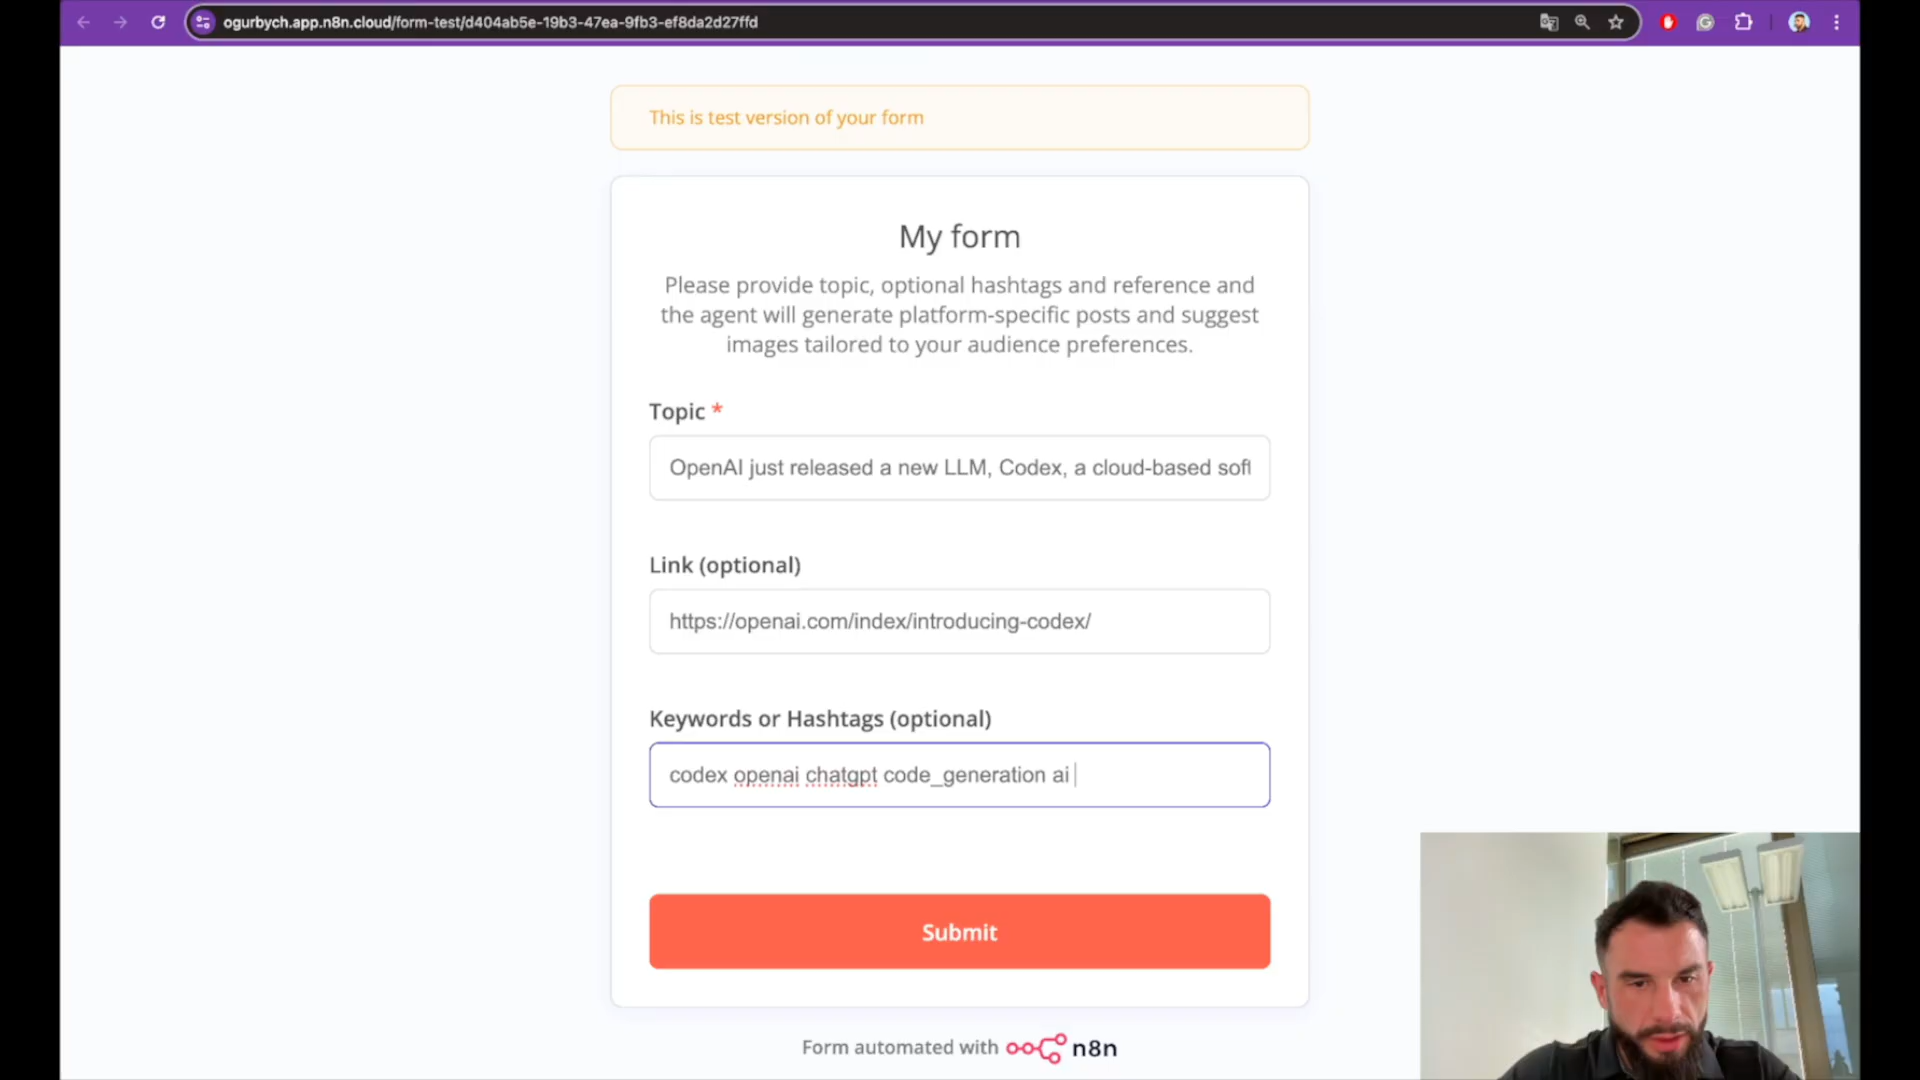 ogurbych.app.n8n.cloud/form-test/d404ab5e-19b3-47ea-9fb3-ef8da2d27ffd
This is test version of your form
My form
Please provide topic, optional hashtags and reference and
the agent will generate platform-specific posts and suggest
images tailored to your audience preferences.
Topic *
OpenAI just released a new LLM, Codex, a cloud-based soft
Link (optional)
https://openai.com/index/introducing-codex/
Keywords or Hashtags (optional)
codex openai chatgpt code_generation ai
Submit
Form automated with n8n